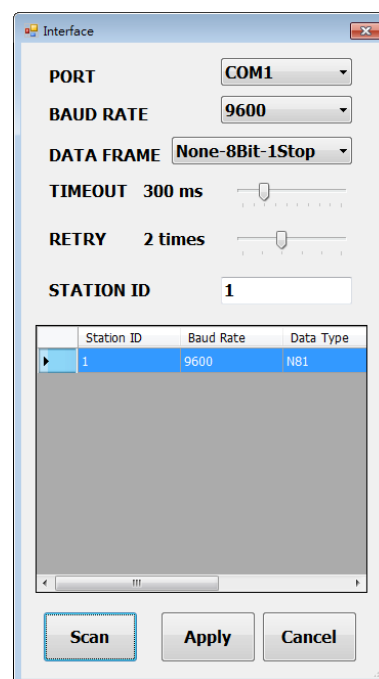 Interface
PORT COM1
BAUD RATE 9600
DATA FRAME None-8Bit-1Stop
TIMEOUT 300 ms
RETRY 2 times
STATION ID 1
Station ID Baud Rate Data Type
1 9600 N81
Scan Apply Cancel